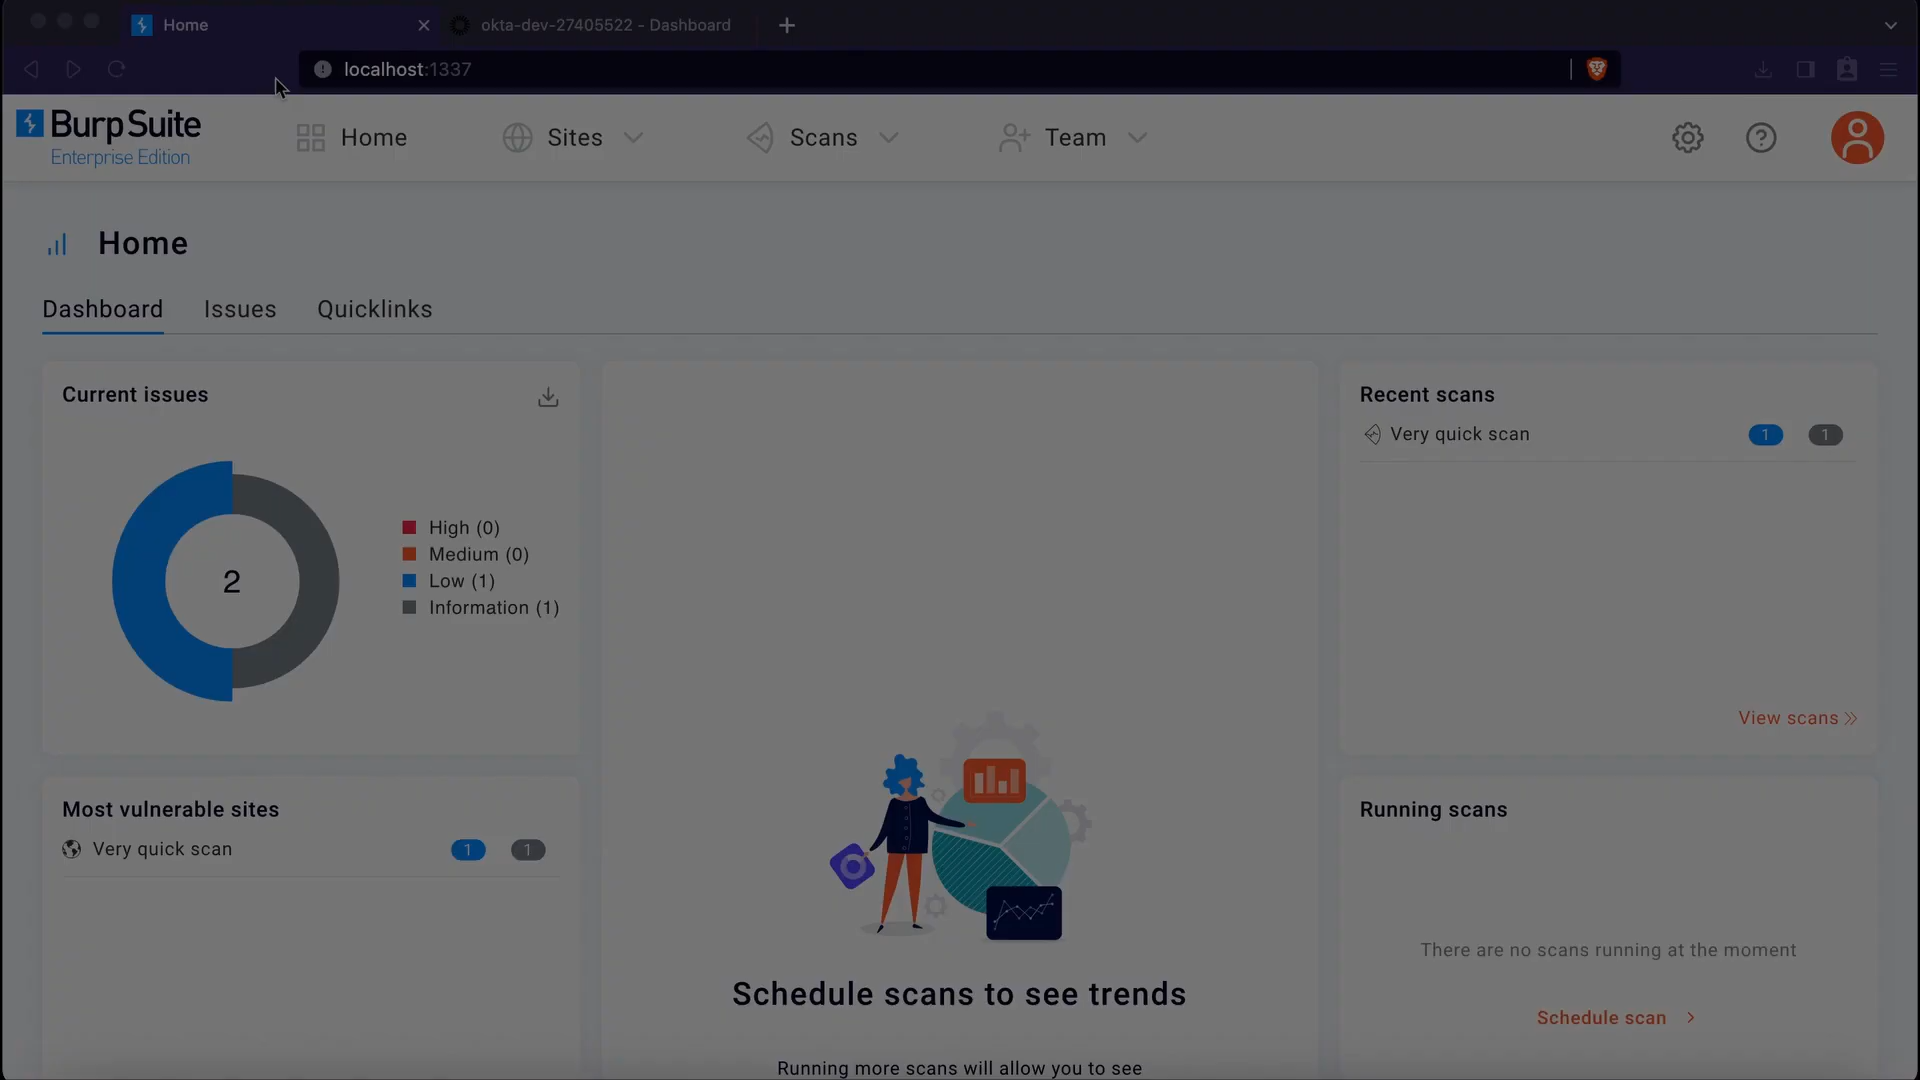 Home
okta-dev-27405522 - Dashboard
localhost:1337
Burp Suite
Enterprise Edition
Home
Sites
Scans
Team
Home
Dashboard
Issues
Quicklinks
Current issues
2
High (0)
Medium (0)
Low (1)
Information (1)
Most vulnerable sites
Very quick scan
1
1
Schedule scans to see trends
Running more scans will allow you to see
Recent scans
Very quick scan
1
1
View scans
Running scans
There are no scans running at the moment
Schedule scan